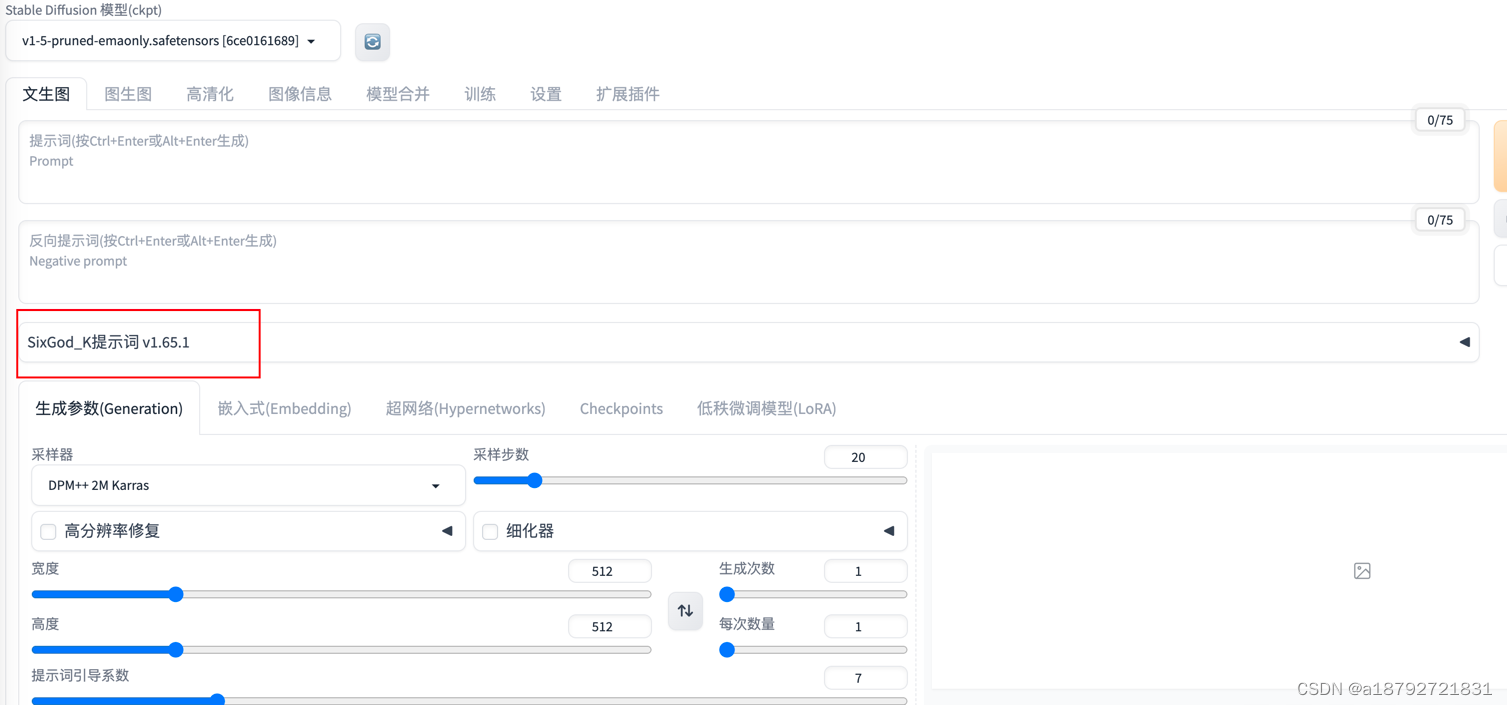 Stable Diffusion 模型(ckpt)
v1-5-pruned-emaonly.safetensors [6ce0161689]
文生图 图生图 高清化 图像信息 模型合并 训练 设置 扩展插件
0/75
提示词(按Ctrl+Enter或Alt+Enter生成)
Prompt
0/75
反向提示词(按Ctrl+Enter或Alt+Enter生成)
Negative prompt
SixGod_K提示词 v1.65.1
生成参数(Generation) 嵌入式(Embedding) 超网络(Hypernetworks) Checkpoints 低秩微调模型(LoRA)
采样器 采样步数 20
DPM++ 2M Karras
高分辨率修复 细化器
宽度 512 生成次数 1
高度 512 每次数量 1
提示词引导系数 7
CSDN @a18792721831